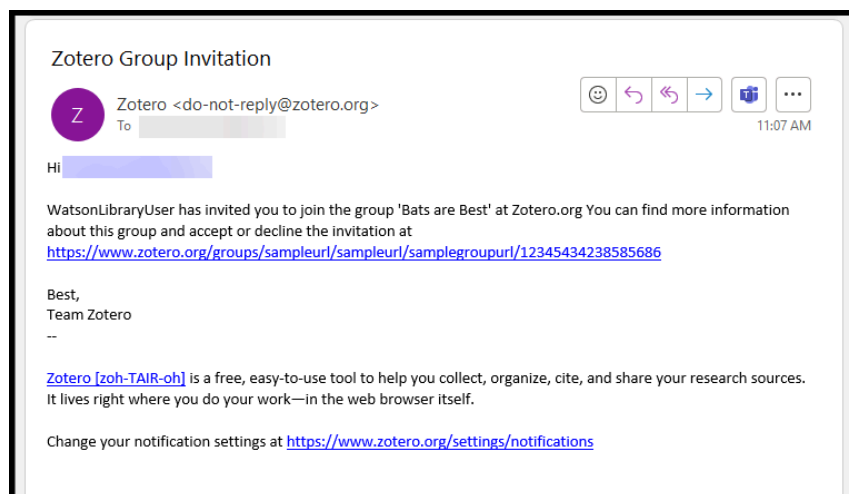 Zotero Group Invitation
Z
Zotero <do-not-reply@zotero.org>
To
11:07 AM
Hi
WatsonLibraryUser has invited you to join the group 'Bats are Best' at Zotero.org You can find more information
about this group and accept or decline the invitation at
https://www.zotero.org/groups/sampleurl/sampleurl/samplegroupurl/12345434238585686
Best,
Team Zotero
--
Zotero [zoh-TAIR-oh] is a free, easy-to-use tool to help you collect, organize, cite, and share your research sources.
It lives right where you do your work—in the web browser itself.
Change your notification settings at https://www.zotero.org/settings/notifications